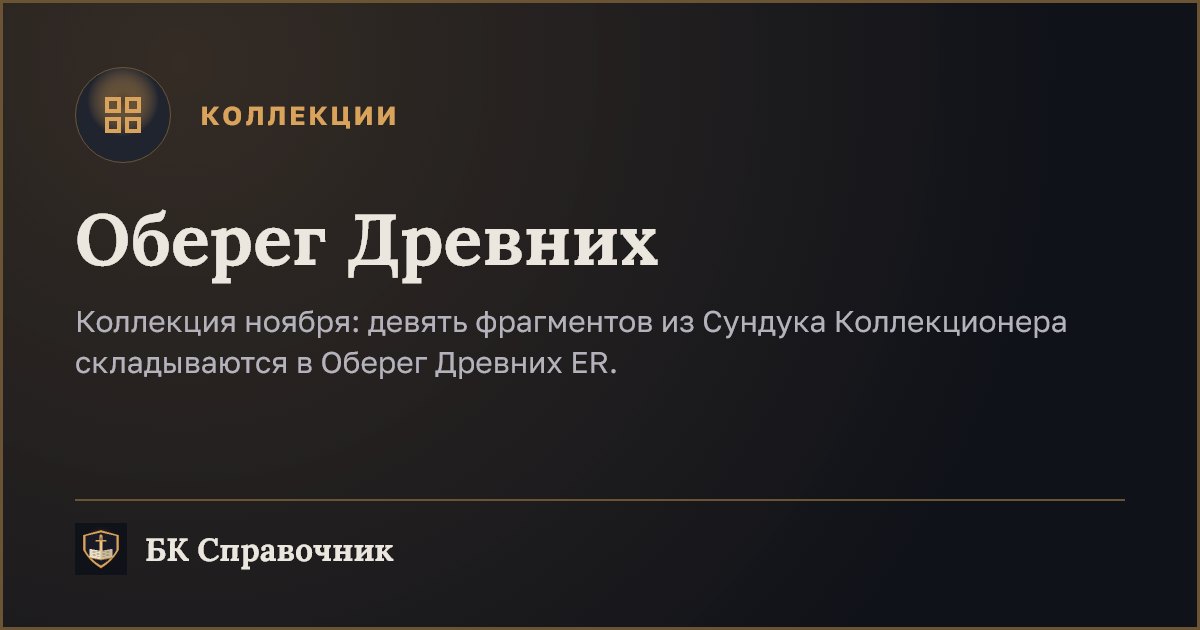 КОЛЛЕКЦИИ
Оберег Древних
Коллекция ноября: девять фрагментов из Сундука Коллекционера
складываются в Оберег Древних ER.
БК Справочник